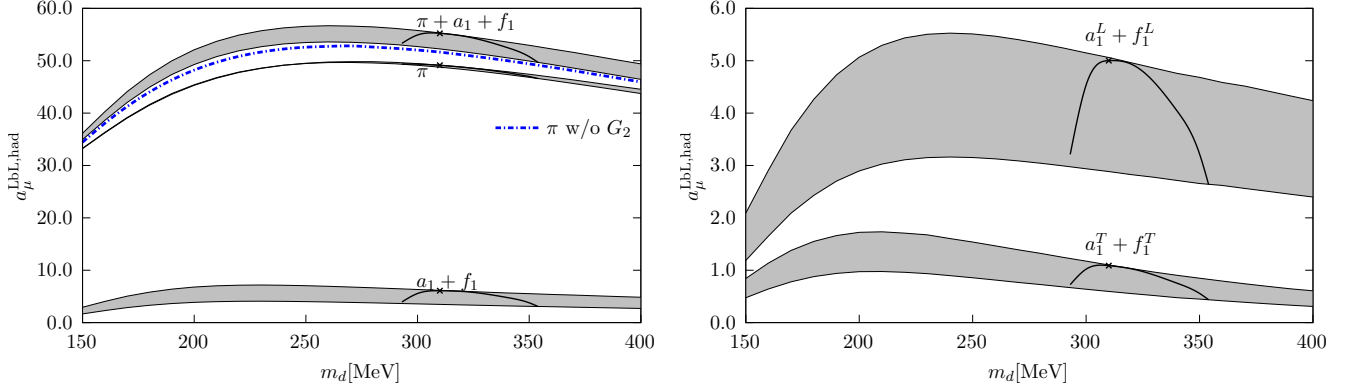 60.0
50.0
40.0
30.0
20.0
10.0
0.0
150 200 250 300 350 400
a_μ^{LbL,had}
m_d[MeV]
π + a_1 + f_1
π
π w/o G_2
a_1 + f_1
6.0
5.0
4.0
3.0
2.0
1.0
0.0
150 200 250 300 350 400
a_μ^{LbL,had}
m_d[MeV]
a_1^L + f_1^L
a_1^T + f_1^T